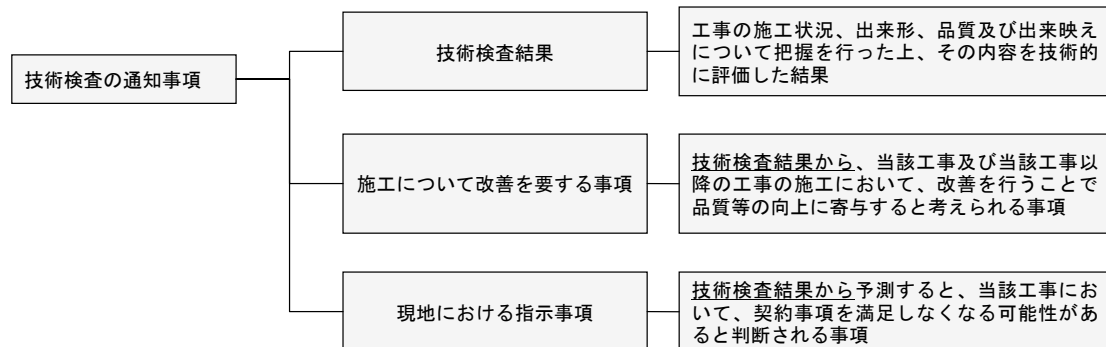 技術検査の通知事項
技術検査結果
工事の施工状況、出来形、品質及び出来映え
について把握を行った上、その内容を技術的
に評価した結果
施工について改善を要する事項
技術検査結果から、当該工事及び当該工事以
降の工事の施工において、改善を行うことで
品質等の向上に寄与すると考えられる事項
現地における指示事項
技術検査結果から予測すると、当該工事にお
いて、契約事項を満足しなくなる可能性があ
ると判断される事項